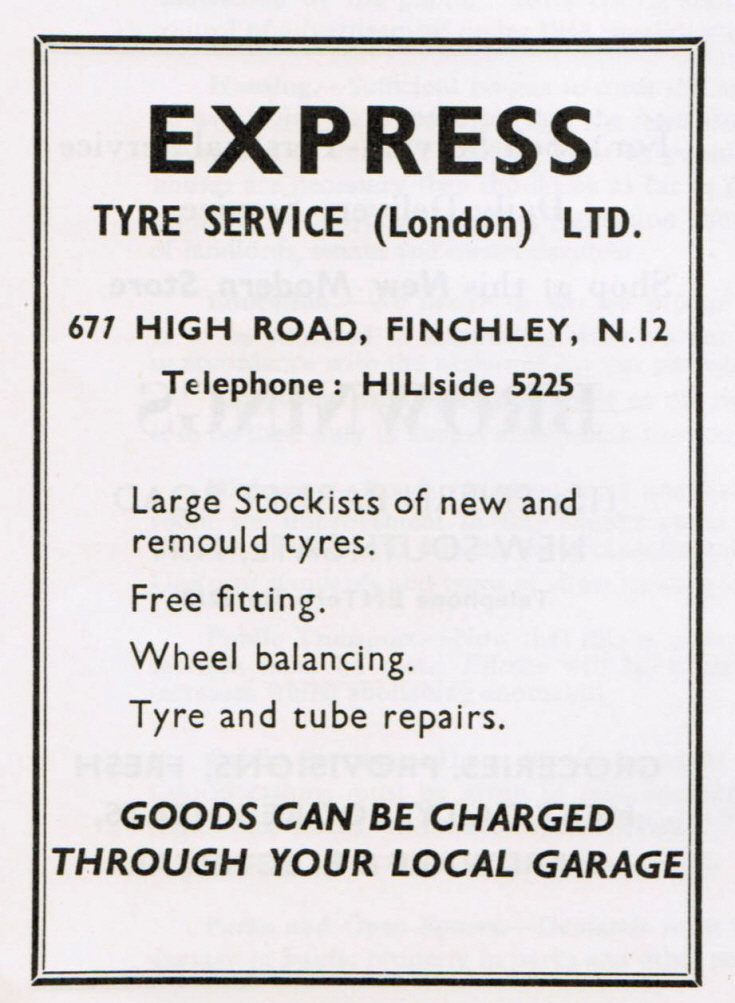 EXPRESS
TYRE SERVICE (London) LTD.
677 HIGH ROAD, FINCHLEY, N.12
Telephone : HILlside 5225
Large Stockists of new and
remould tyres.
Free fitting.
Wheel balancing.
Tyre and tube repairs.
GOODS CAN BE CHARGED
THROUGH YOUR LOCAL GARAGE